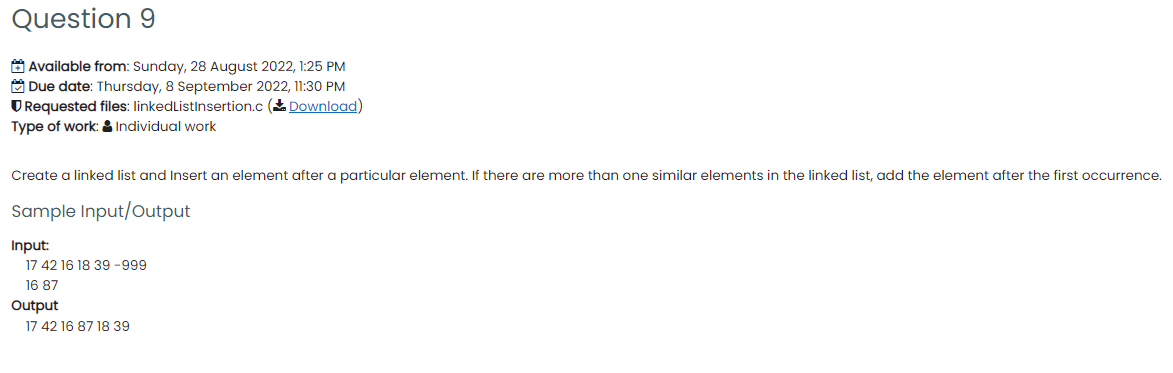 Question 9
Available from: Sunday, 28 August 2022, 1:25 PM
Due date: Thursday, 8 September 2022, 11:30 PM
Requested files: linkedListInsertion.c (Download)
Type of work: Individual work
Create a linked list and Insert an element after a particular element. If there are more than one similar elements in the linked list, add the element after the first occurrence.
Sample Input/Output
Input:
17 42 16 18 39 -999
16 87
Output
17 42 16 87 18 39